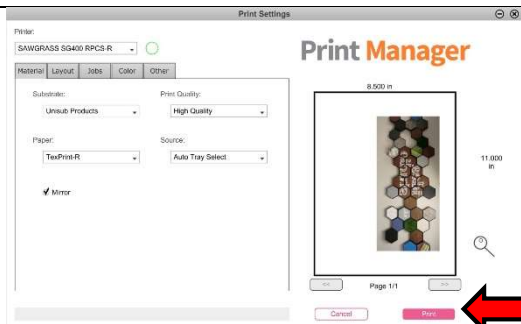 Print Settings
Printer:
SAWGRASS SG400 RPCS-R
Print Manager
Material Layout Jobs Color Other
Substrate: Print Quality:
Unisub Products High Quality
Paper: Source:
TexPrint-R Auto Tray Select
Mirror
8.500 in
11.000
in
<< Page 1/1 >>
Cancel Print